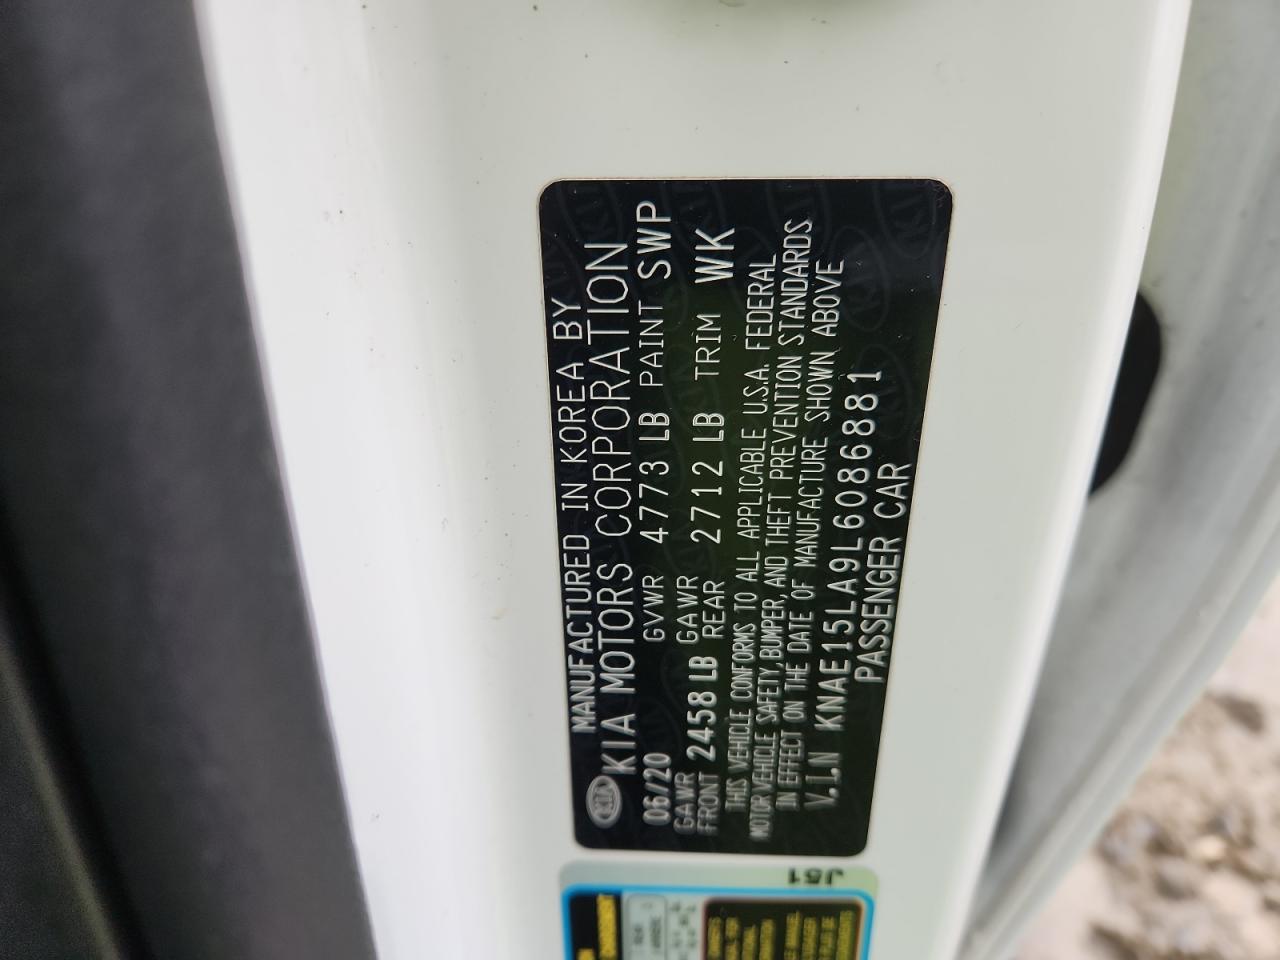 MANUFACTURED IN KOREA BY
KIA KIA MOTORS CORPORATION
06/20 GVWR 4773 LB PAINT SWP
GAWR FRONT 2458 LB GAWR REAR 2712 LB TRIM WK
THIS VEHICLE CONFORMS TO ALL APPLICABLE U.S.A. FEDERAL
MOTOR VEHICLE SAFETY, BUMPER, AND THEFT PREVENTION STANDARDS
IN EFFECT ON THE DATE OF MANUFACTURE SHOWN ABOVE
V.I.N KNAE15LA9L6086881
PASSENGER CAR
J51